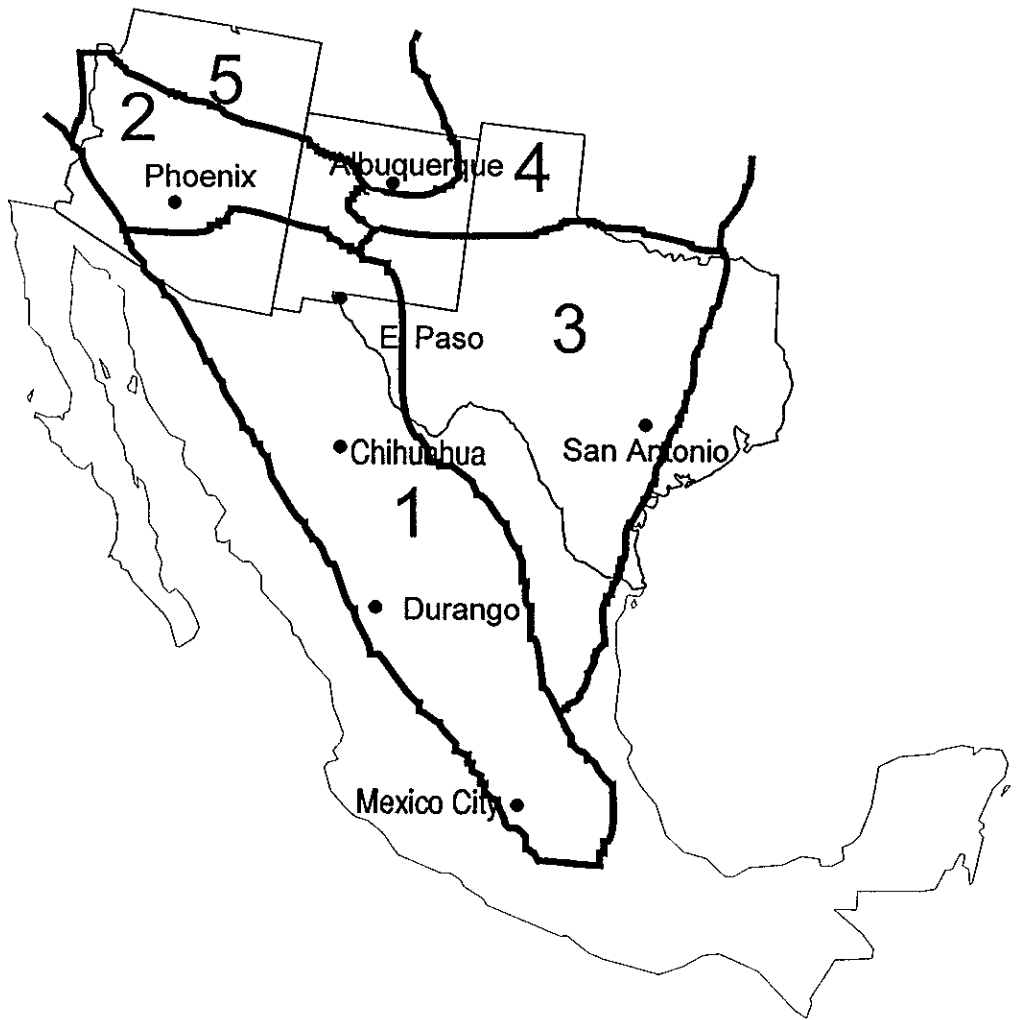 5
2
Albuquerque
4
Phoenix
3
El Paso
San Antonio
Chihuahua
1
Durango
Mexico City